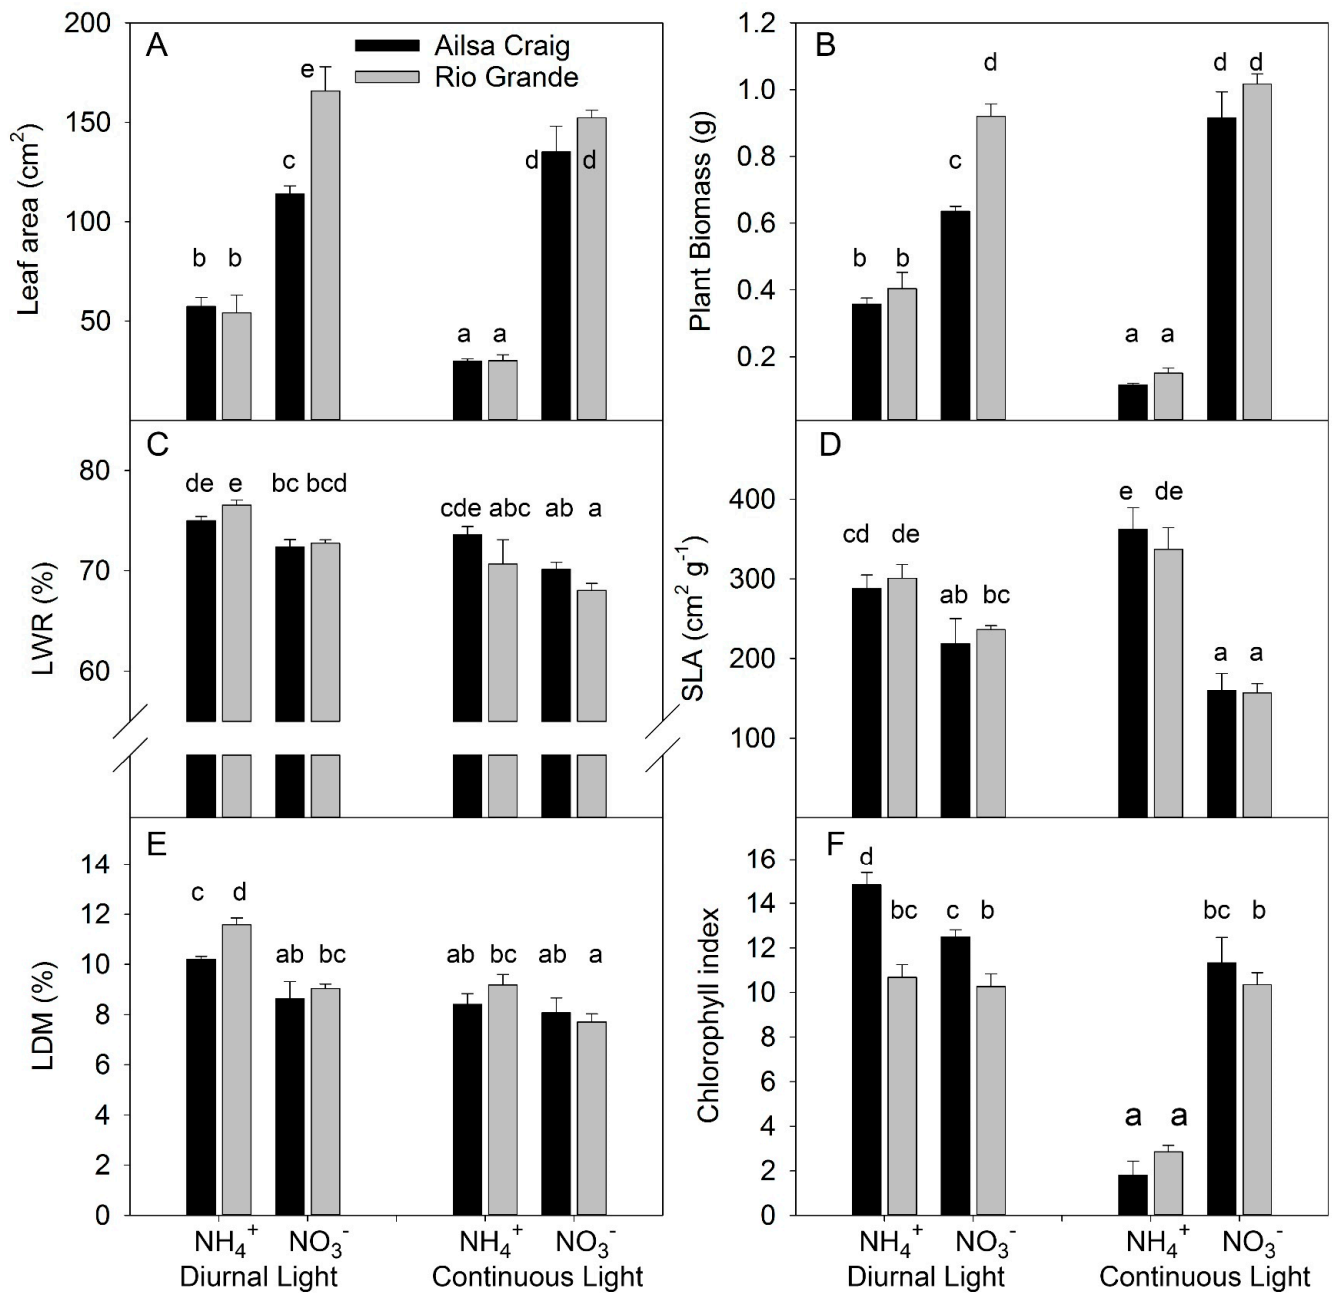 A
Ailsa Craig
Rio Grande
Leaf area (cm²)
200
150
100
50
b b c e a a d d
B
Plant Biomass (g)
1.2
1.0
0.8
0.6
0.4
0.2
b b c d a a d d
C
LWR (%)
80
70
60
de e bc bcd cde abc ab a
D
SLA (cm² g⁻¹)
400
300
200
100
cd de ab bc e de a a
E
LDM (%)
14
12
10
8
6
4
2
0
c d ab bc ab bc ab a
NH₄⁺ NO₃⁻ NH₄⁺ NO₃⁻
Diurnal Light Continuous Light
F
Chlorophyll index
16
14
12
10
8
6
4
2
0
d bc c b a a bc b
NH₄⁺ NO₃⁻ NH₄⁺ NO₃⁻
Diurnal Light Continuous Light